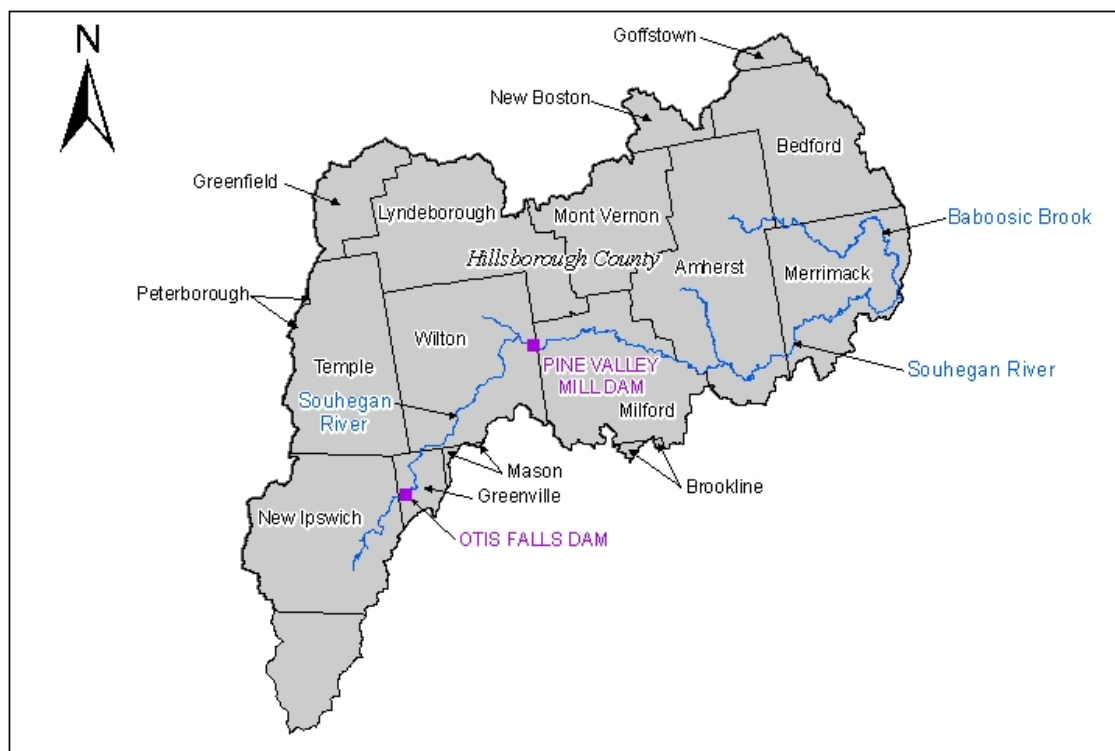 N
Goffstown
New Boston
Bedford
Greenfield
Lyndeborough
Mont Vernon
Baboosic Brook
Hillsborough County
Amherst
Merrimack
Peterborough
Wilton
Temple
PINE VALLEY
MILL DAM
Souhegan River
Souhegan
River
Milford
Mason
Brookline
Greenville
New Ipswich
OTIS FALLS DAM